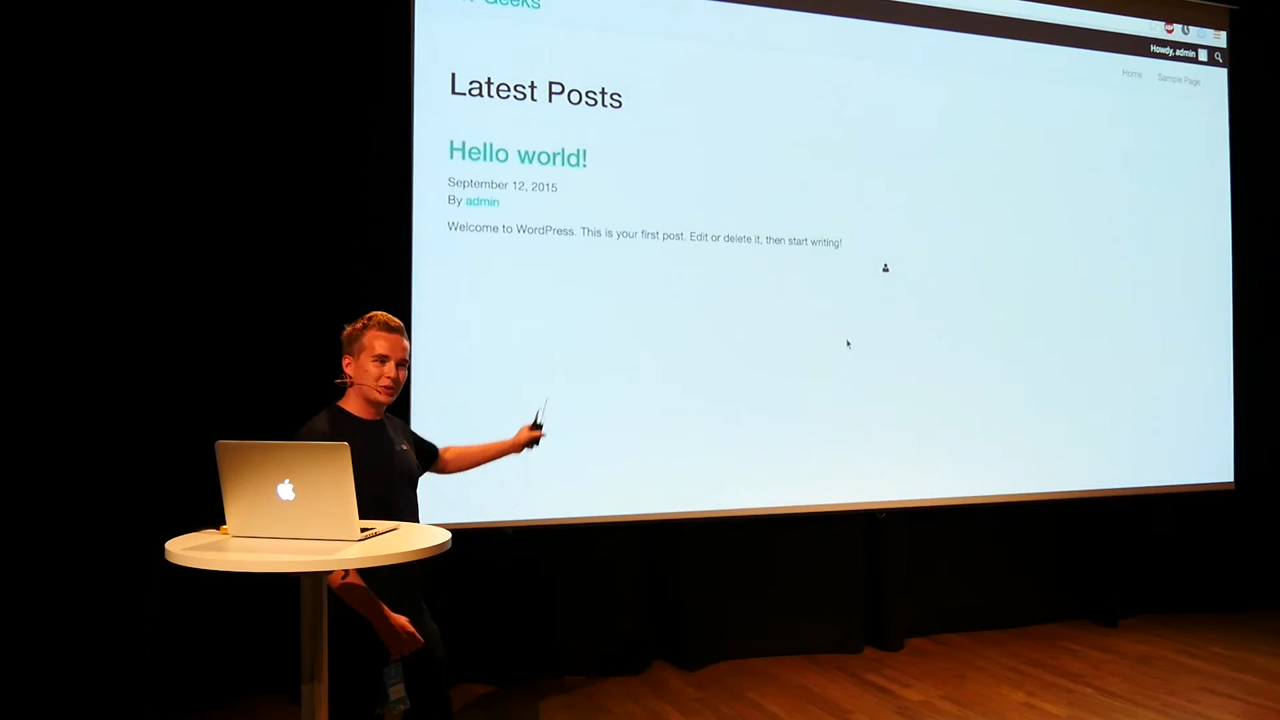 Geeks
Howdy, admin
Home Sample Page
Latest Posts
Hello world!
September 12, 2015
By admin
Welcome to WordPress. This is your first post. Edit or delete it, then start writing!